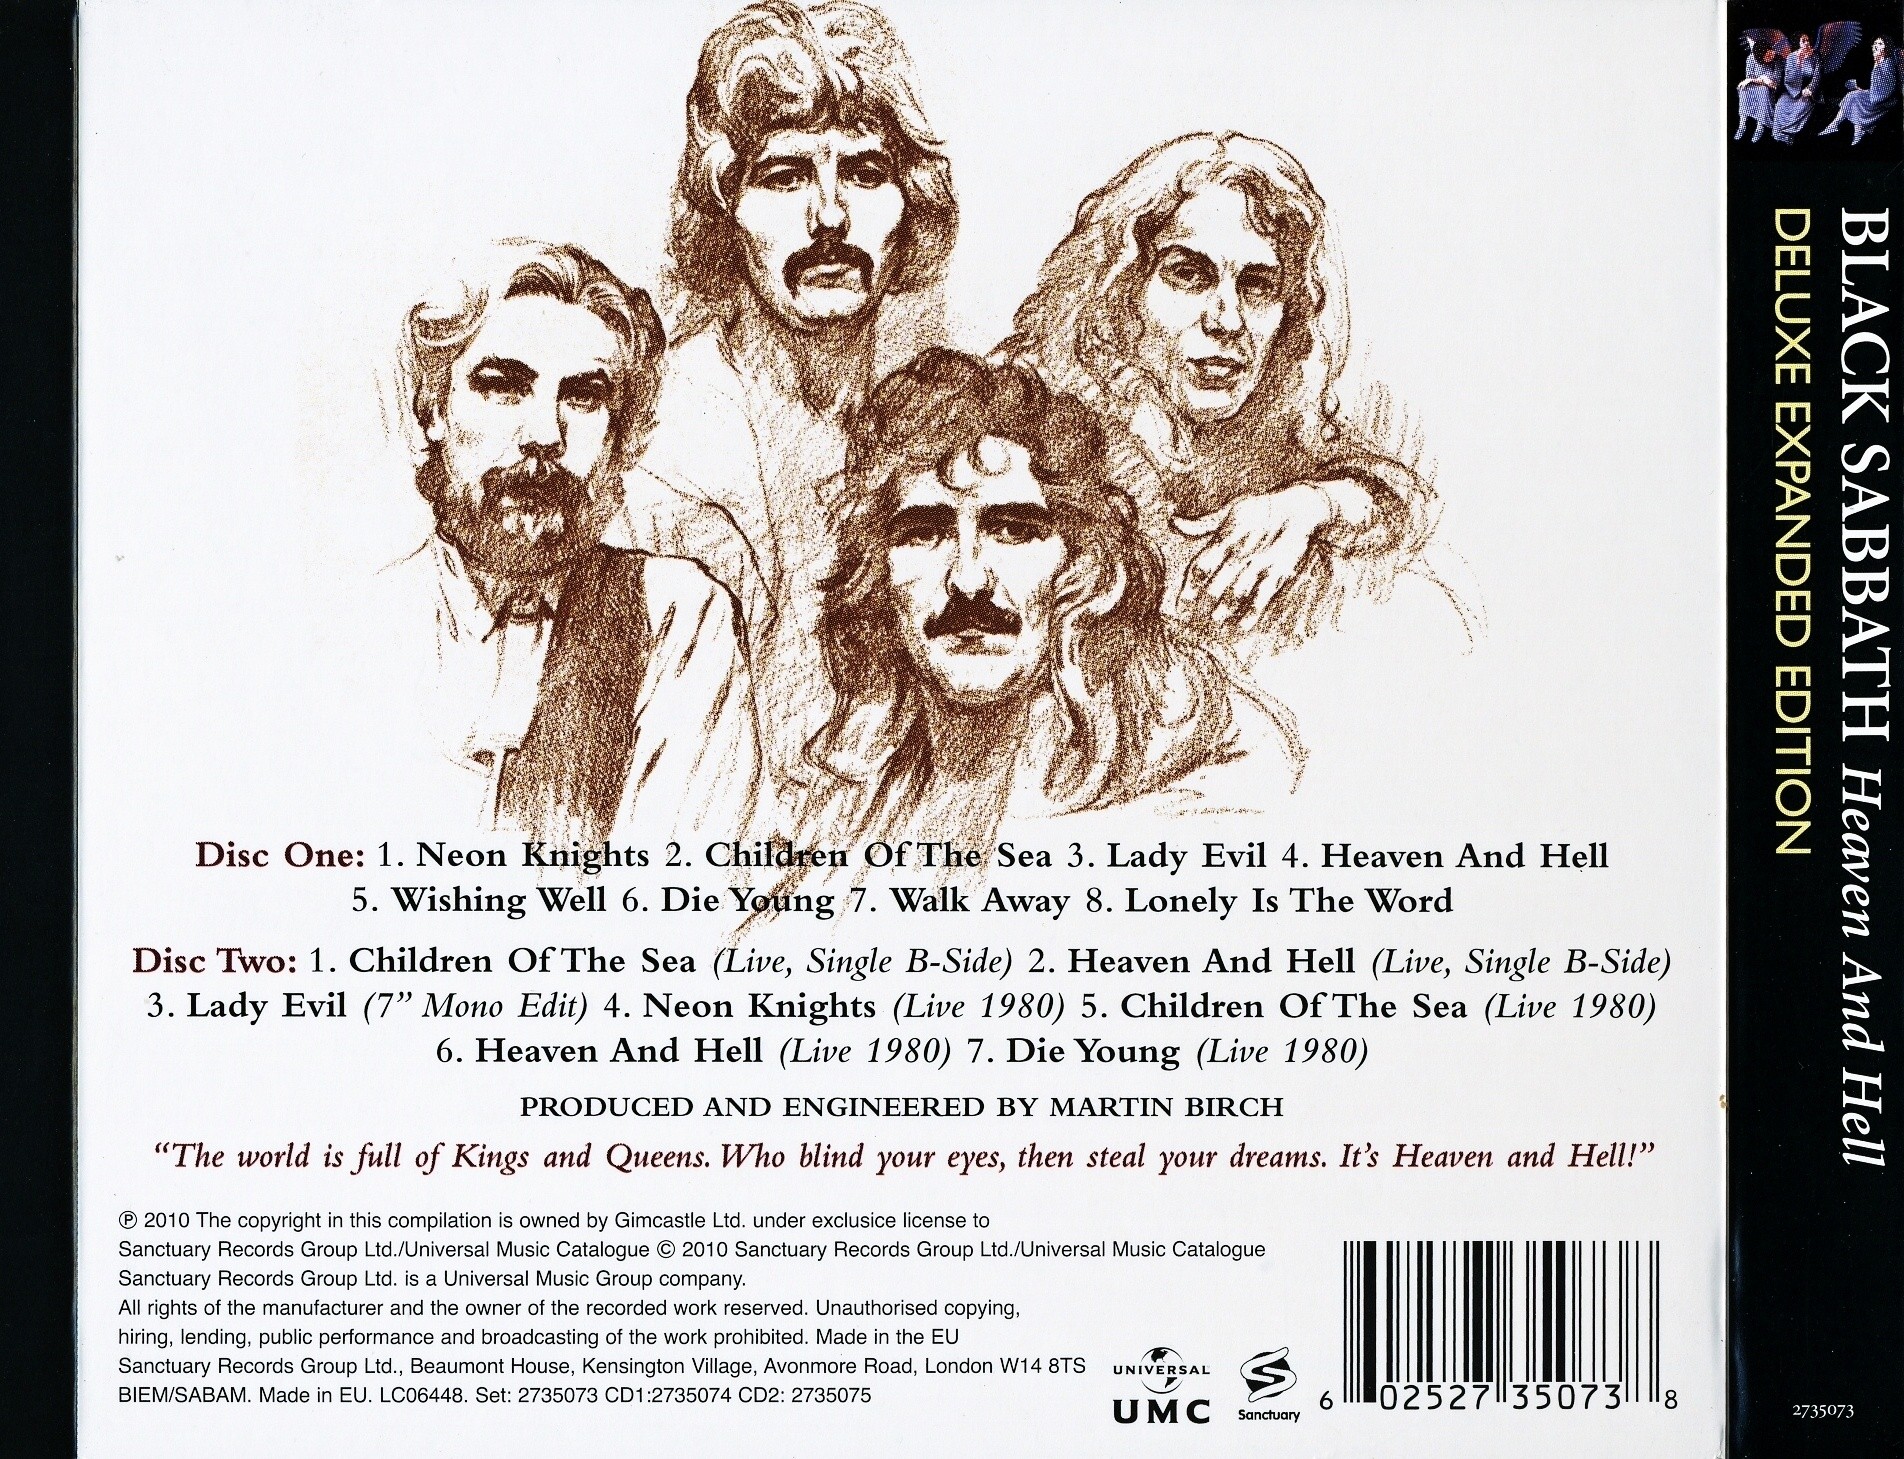 Disc One: 1. Neon Knights 2. Children Of The Sea 3. Lady Evil 4. Heaven And Hell
5. Wishing Well 6. Die Young 7. Walk Away 8. Lonely Is The Word
Disc Two: 1. Children Of The Sea (Live, Single B-Side) 2. Heaven And Hell (Live, Single B-Side)
3. Lady Evil (7” Mono Edit) 4. Neon Knights (Live 1980) 5. Children Of The Sea (Live 1980)
6. Heaven And Hell (Live 1980) 7. Die Young (Live 1980)
PRODUCED AND ENGINEERED BY MARTIN BIRCH
“The world is full of Kings and Queens. Who blind your eyes, then steal your dreams. It’s Heaven and Hell!”
℗ 2010 The copyright in this compilation is owned by Gimcastle Ltd. under exclusice license to
Sanctuary Records Group Ltd./Universal Music Catalogue © 2010 Sanctuary Records Group Ltd./Universal Music Catalogue
Sanctuary Records Group Ltd. is a Universal Music Group company.
All rights of the manufacturer and the owner of the recorded work reserved. Unauthorised copying,
hiring, lending, public performance and broadcasting of the work prohibited. Made in the EU
Sanctuary Records Group Ltd., Beaumont House, Kensington Village, Avonmore Road, London W14 8TS
BIEM/SABAM. Made in EU. LC06448. Set: 2735073 CD1:2735074 CD2: 2735075
UNIVERSAL
UMC
Sanctuary
6 02527 35073 8
BLACK SABBATH Heaven And Hell
DELUXE EXPANDED EDITION
2735073